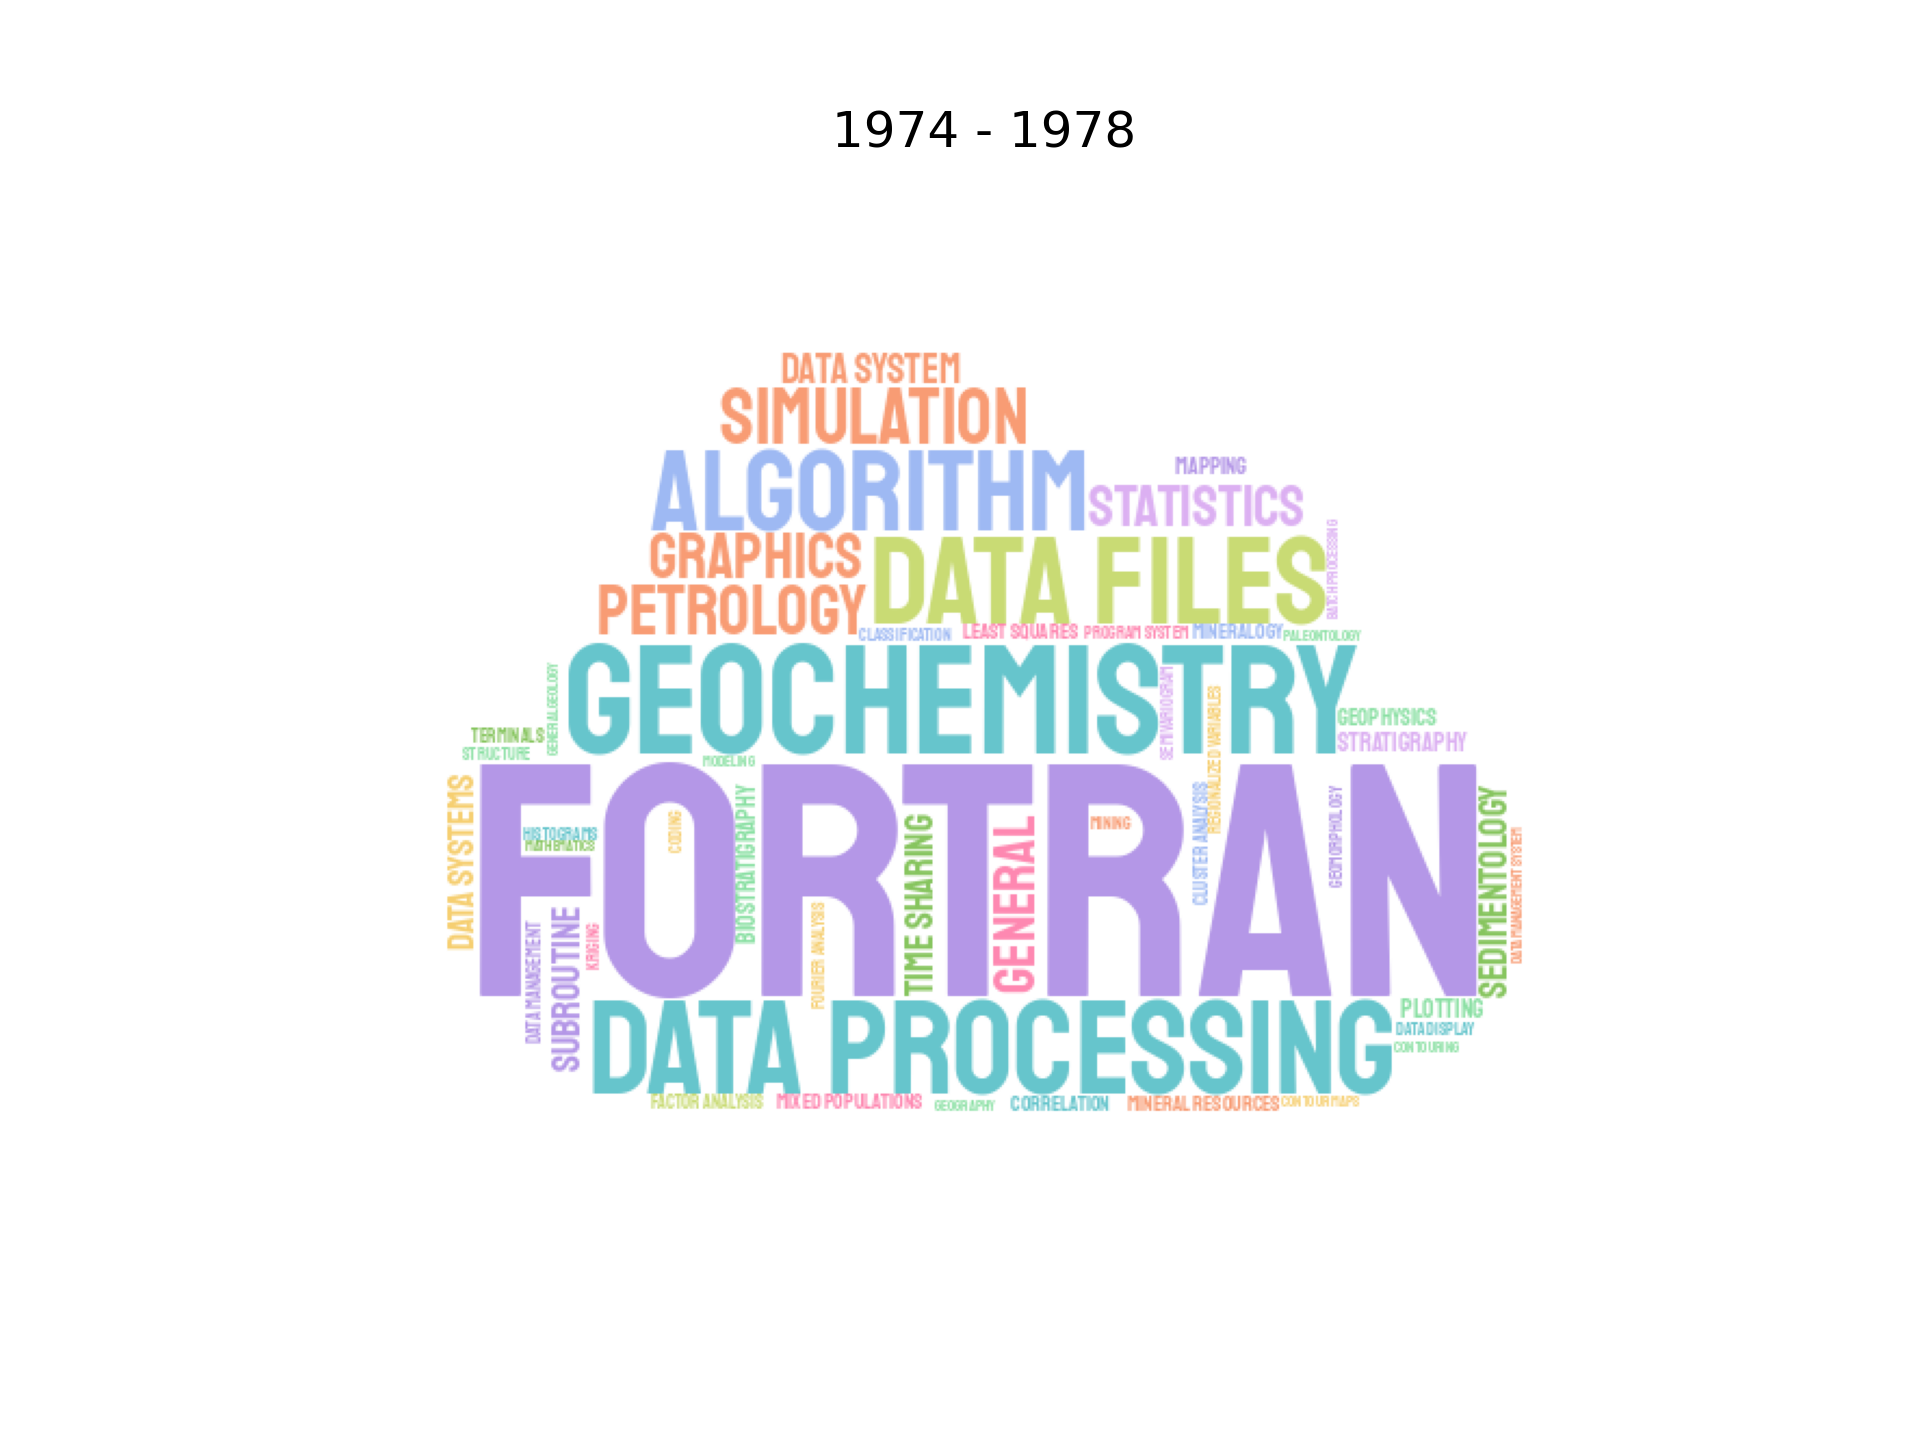 1974 - 1978
DATA SYSTEM
SIMULATION
ALGORITHM
MAPPING
STATISTICS
GRAPHICS
DATA FILES
BATCH PROCESSING
PETROLOGY
CLASSIFICATION
LEAST SQUARES
PROGRAM SYSTEM
MINERALOGY
PALEONTOLOGY
GEOCHEMISTRY
GENERAL GEOLOGY
SEMIVARIOGRAM
REGIONALIZED VARIABLES
GEOPHYSICS
TERMINALS
STRATIGRAPHY
STRUCTURE
MODELING
FORTRAN
DATA SYSTEMS
HISTOGRAMS
MATHEMATICS
CODING
BIOSTRATIGRAPHY
TIME SHARING
GENERAL
MINING
CLUSTER ANALYSIS
GEOMORPHOLOGY
SEDIMENTOLOGY
DATA MANAGEMENT SYSTEM
DATA MANAGEMENT
SUBROUTINE
KRIGING
FOURIER ANALYSIS
DATA PROCESSING
PLOTTING
DATA DISPLAY
CONTOURING
FACTOR ANALYSIS
MIXED POPULATIONS
GEOGRAPHY
CORRELATION
MINERAL RESOURCES
CONTOUR MAPS